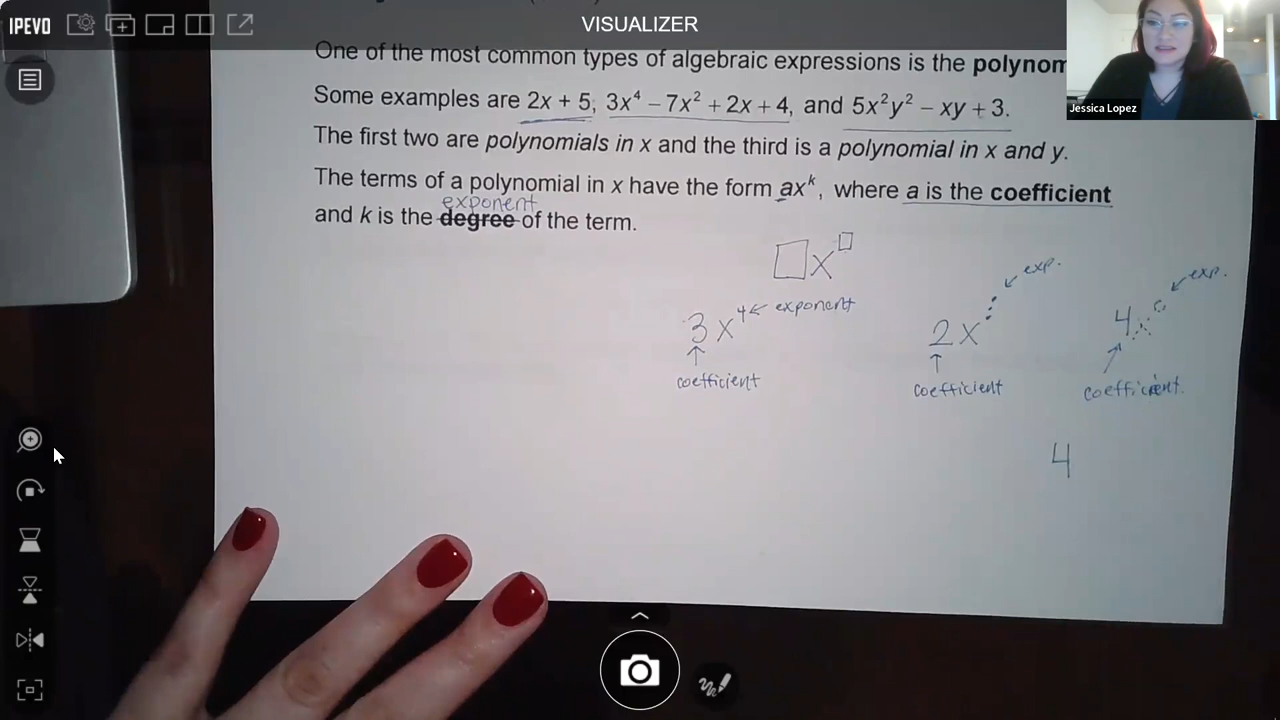 IPEVO
VISUALIZER
One of the most common types of algebraic expressions is the polynom
Jessica Lopez
Some examples are 2x + 5, 3x⁴ − 7x² + 2x + 4, and 5x²y² − xy + 3.
The first two are polynomials in x and the third is a polynomial in x and y.
The terms of a polynomial in x have the form axᵏ, where a is the coefficient
exponent
and k is the degree of the term.
□x□
exp.
exp.
3x⁴ ← exponent
2x
4x⁰
coefficient
coefficient
coefficient.
4